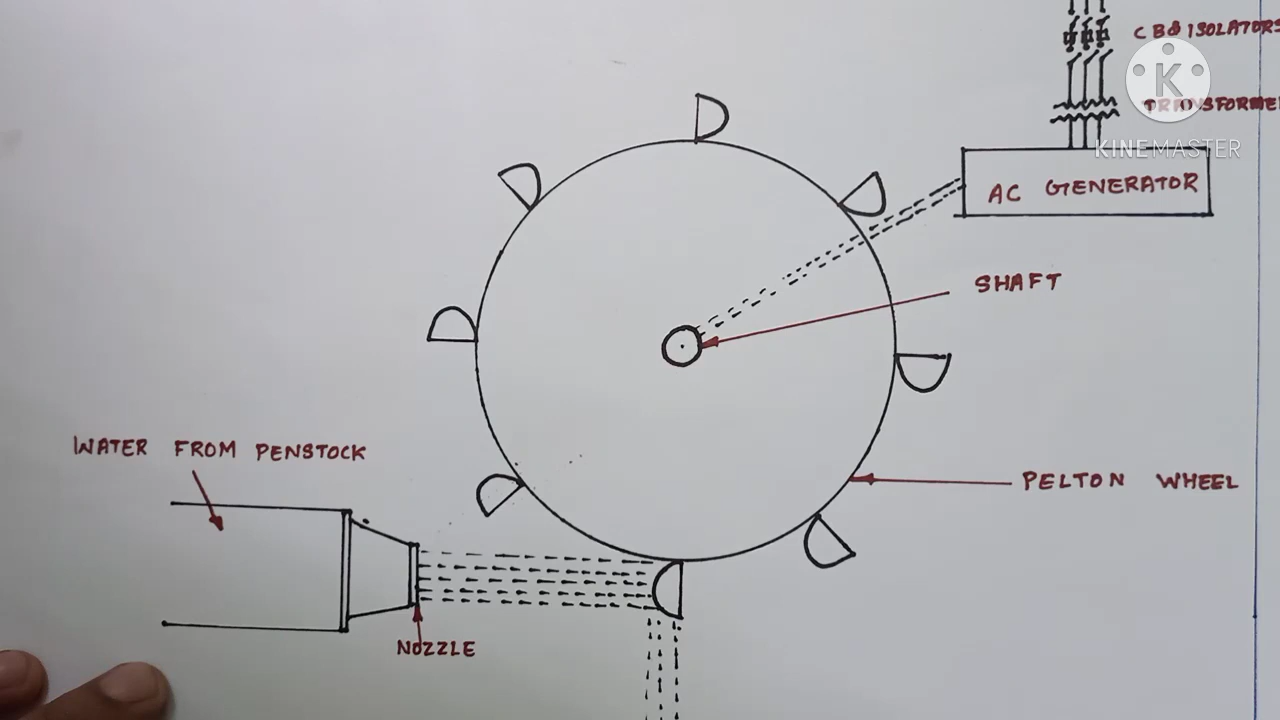 CB & ISOLATORS
TRANSFORMER
K
KINEMASTER
AC GENERATOR
SHAFT
WATER FROM PENSTOCK
PELTON WHEEL
NOZZLE